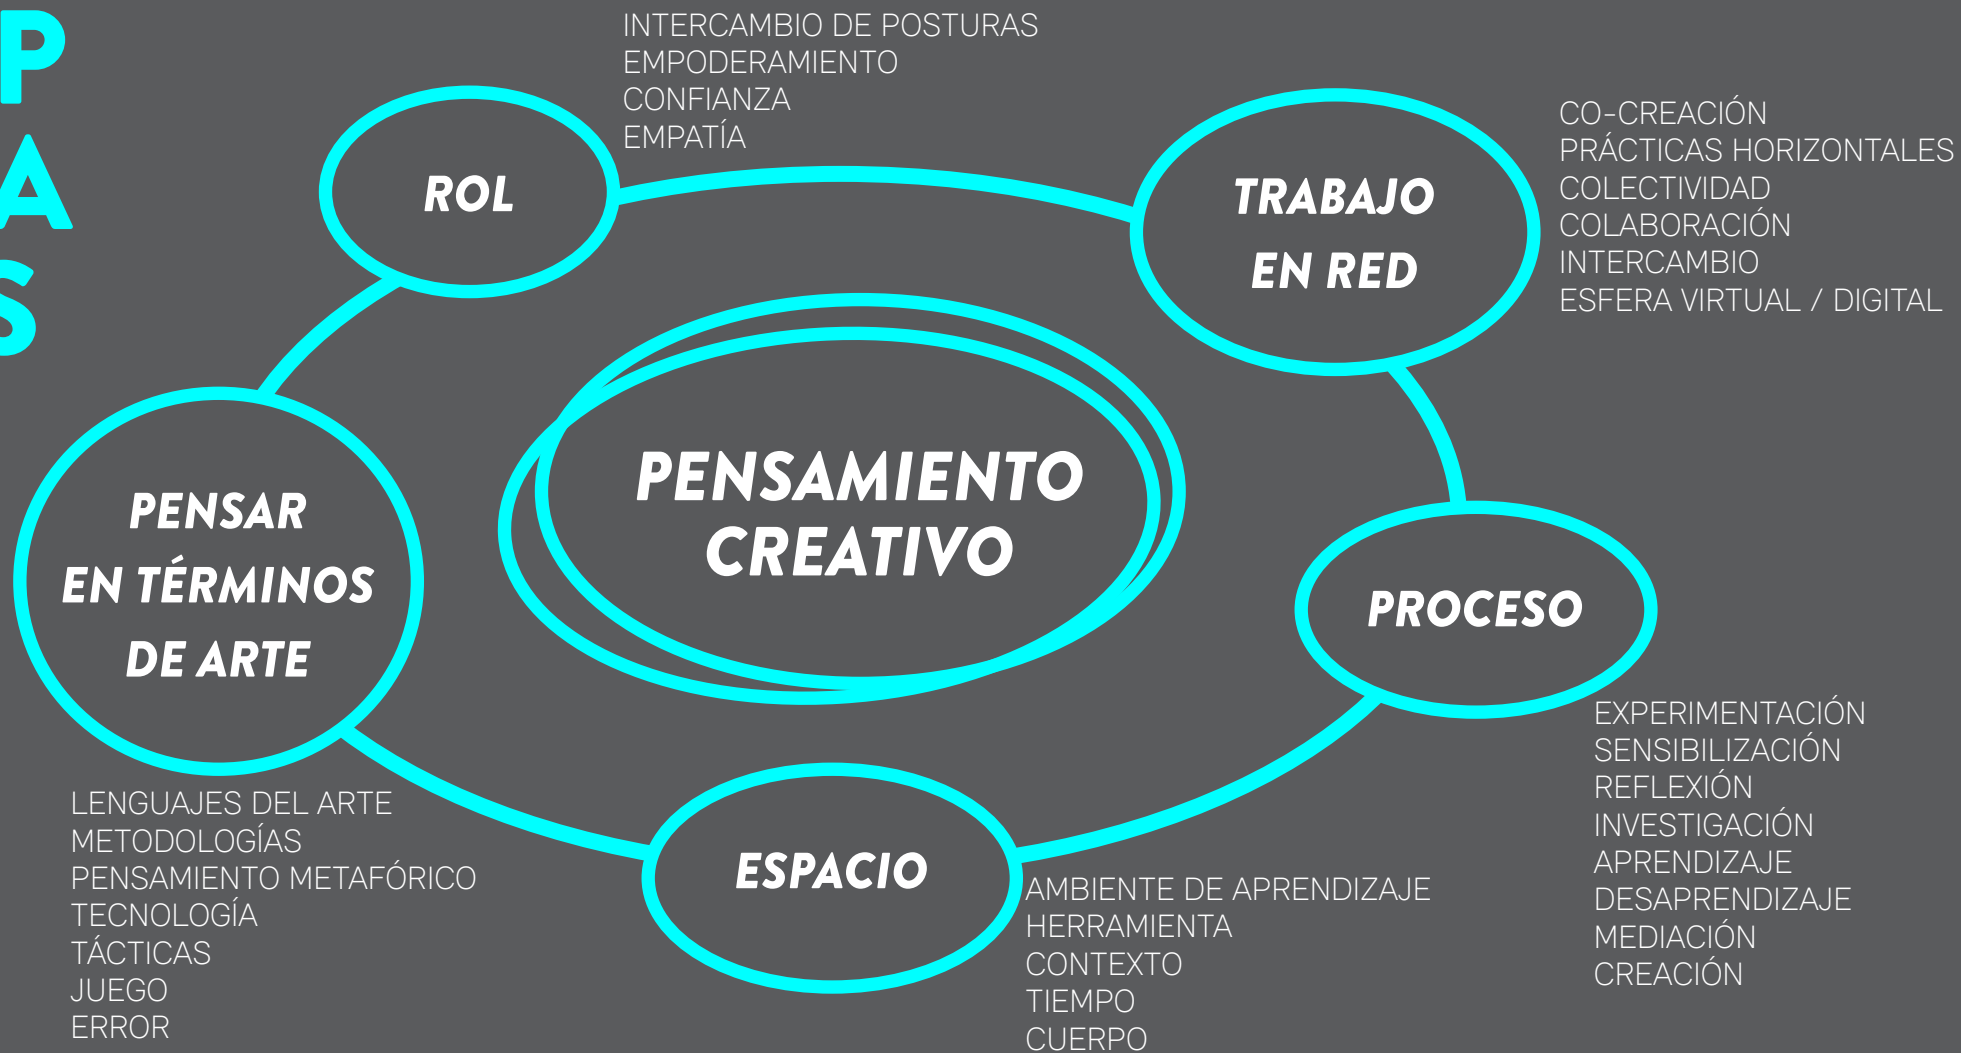 P
A
S
INTERCAMBIO DE POSTURAS
EMPODERAMIENTO
CONFIANZA
EMPATÍA
ROL
TRABAJO
EN RED
CO-CREACIÓN
PRÁCTICAS HORIZONTALES
COLECTIVIDAD
COLABORACIÓN
INTERCAMBIO
ESFERA VIRTUAL / DIGITAL
PENSAMIENTO
CREATIVO
PENSAR
EN TÉRMINOS
DE ARTE
LENGUAJES DEL ARTE
METODOLOGÍAS
PENSAMIENTO METAFÓRICO
TECNOLOGÍA
TÁCTICAS
JUEGO
ERROR
ESPACIO
AMBIENTE DE APRENDIZAJE
HERRAMIENTA
CONTEXTO
TIEMPO
CUERPO
PROCESO
EXPERIMENTACIÓN
SENSIBILIZACIÓN
REFLEXIÓN
INVESTIGACIÓN
APRENDIZAJE
DESAPRENDIZAJE
MEDIACIÓN
CREACIÓN